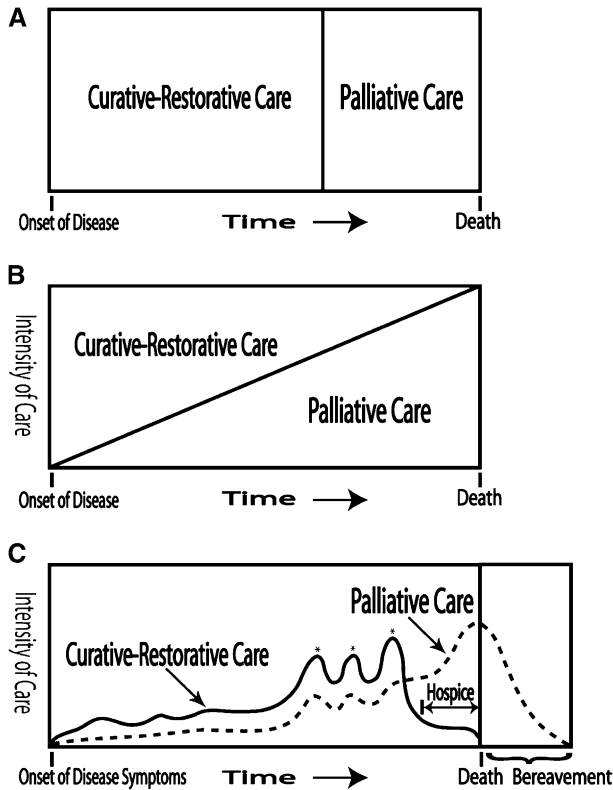 A
Curative-Restorative Care
Palliative Care
Onset of Disease
Time
Death
B
Intensity of Care
Curative-Restorative Care
Palliative Care
Onset of Disease
Time
Death
C
Intensity of Care
Palliative Care
Curative-Restorative Care
* * *
Hospice
Onset of Disease Symptoms
Time
Death
Bereavement